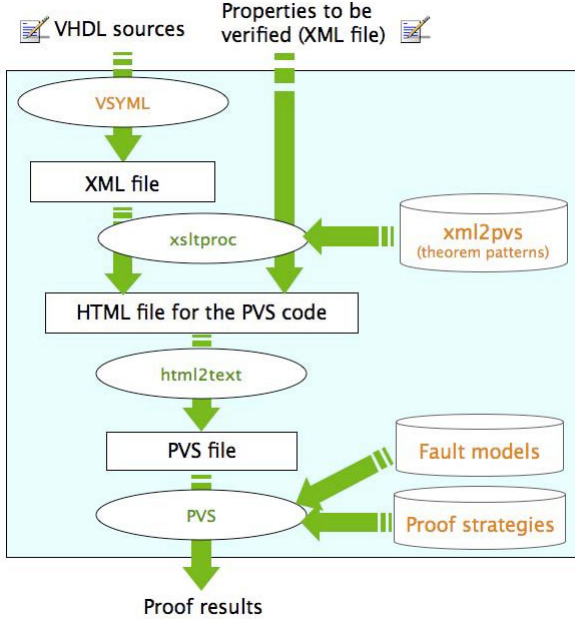 VHDL sources
Properties to be
verified (XML file)
VSYML
XML file
xsltproc
xml2pvs
(theorem patterns)
HTML file for the PVS code
html2text
PVS file
Fault models
PVS
Proof strategies
Proof results